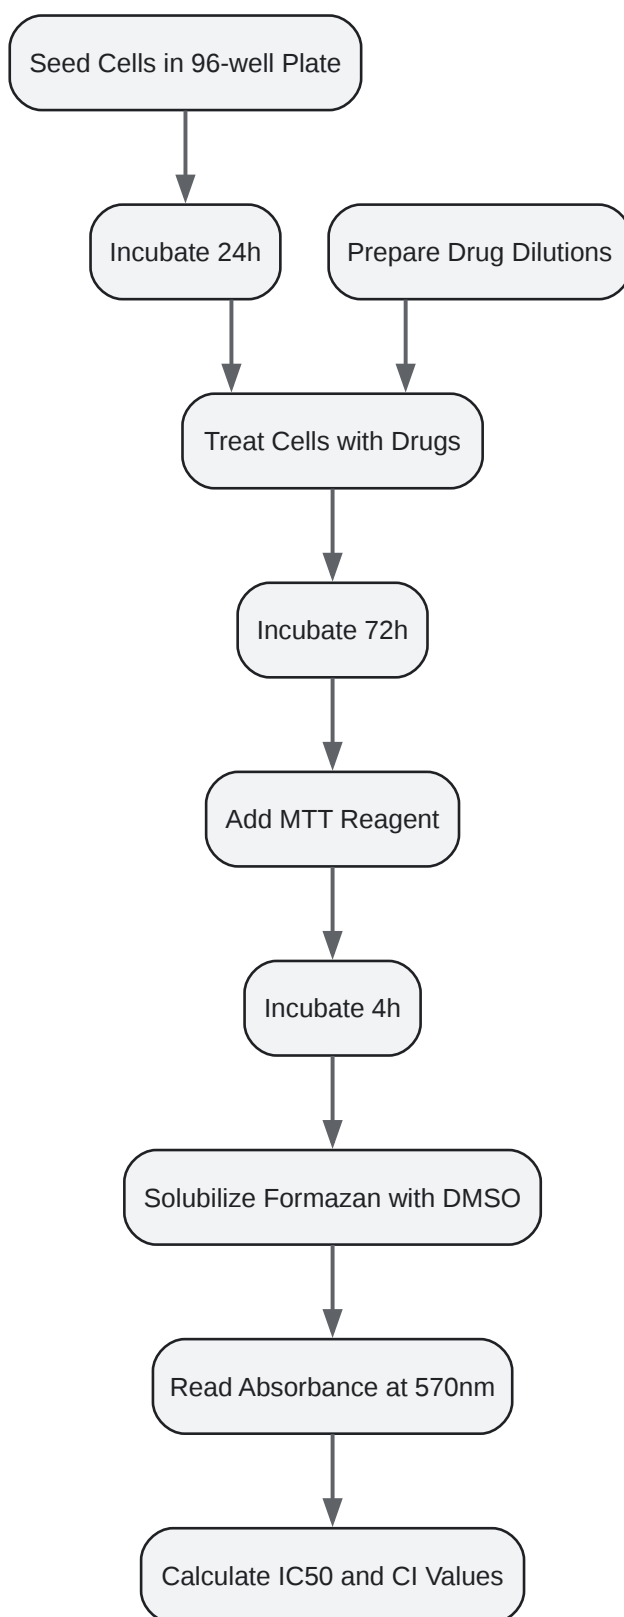 Seed Cells in 96-well Plate
Incubate 24h
Prepare Drug Dilutions
Treat Cells with Drugs
Incubate 72h
Add MTT Reagent
Incubate 4h
Solubilize Formazan with DMSO
Read Absorbance at 570nm
Calculate IC50 and CI Values